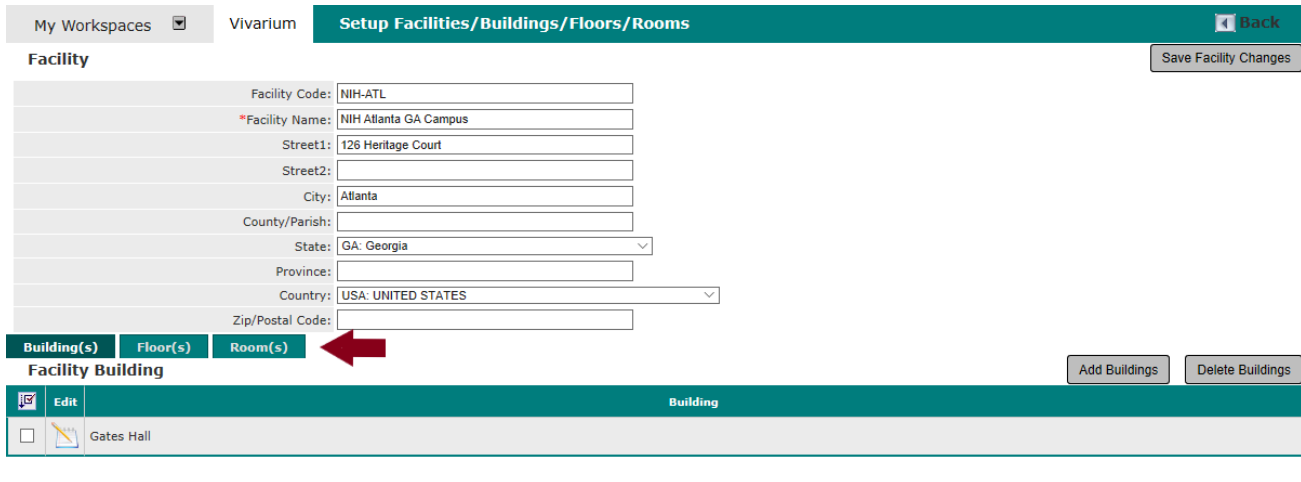 My Workspaces Vivarium Setup Facilities/Buildings/Floors/Rooms Back
Facility Save Facility Changes
Facility Code: NIH-ATL
*Facility Name: NIH Atlanta GA Campus
Street1: 126 Heritage Court
Street2:
City: Atlanta
County/Parish:
State: GA: Georgia
Province:
Country: USA: UNITED STATES
Zip/Postal Code:
Building(s) Floor(s) Room(s)
Facility Building Add Buildings Delete Buildings
Edit Building
Gates Hall